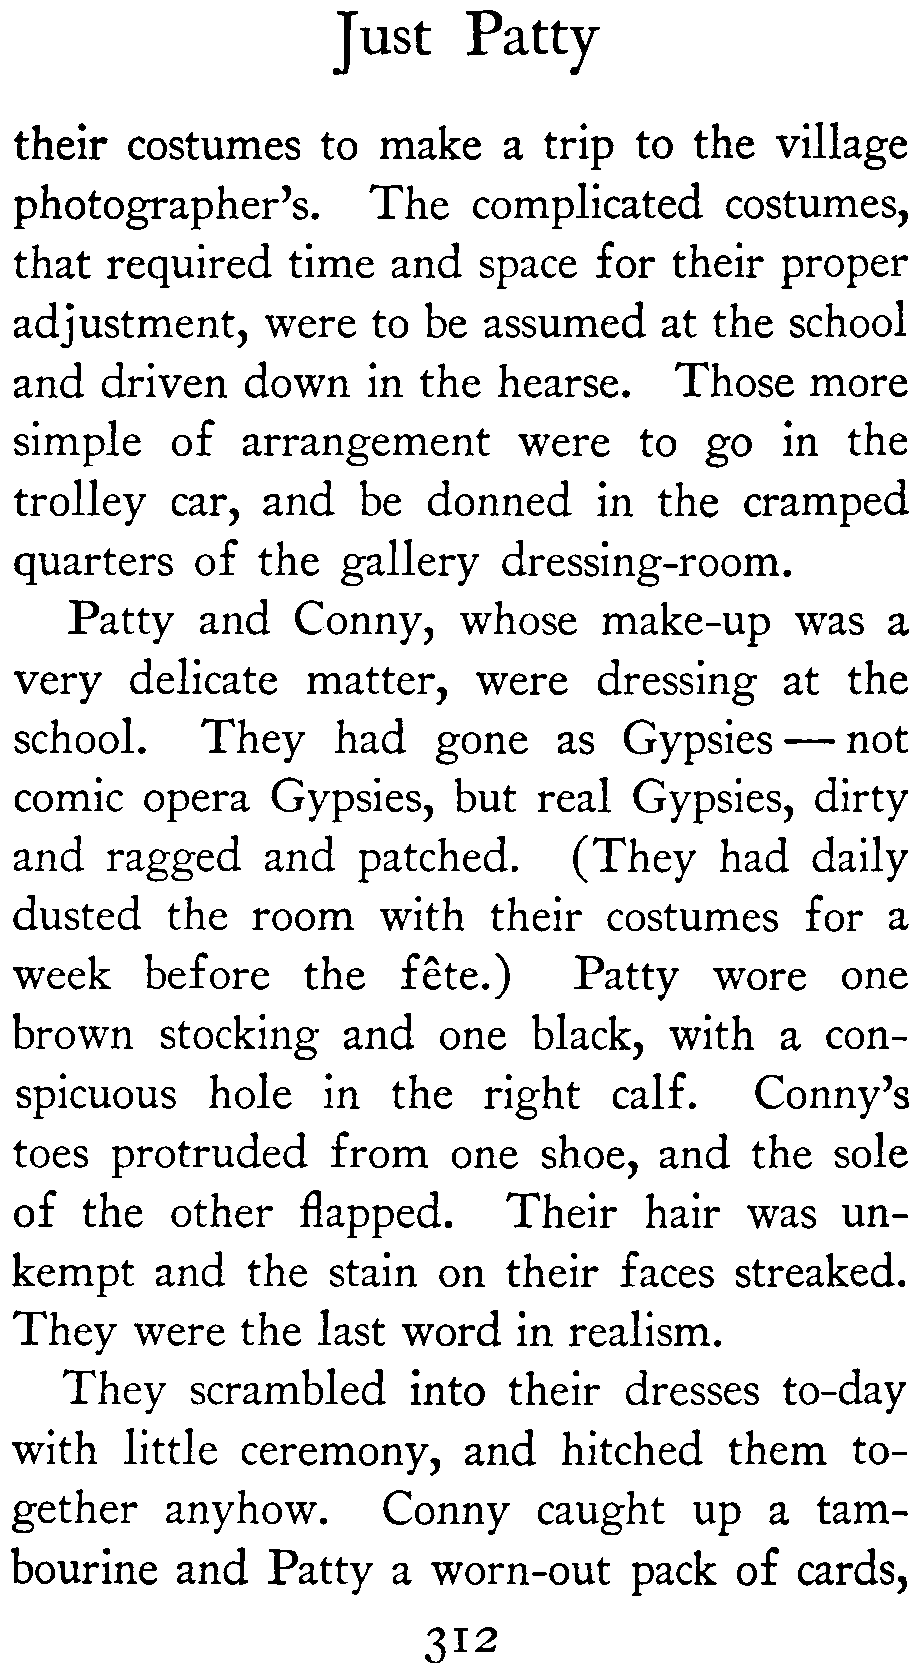 Just Patty
their costumes to make a trip to the village
photographer's. The complicated costumes,
that required time and space for their proper
adjustment, were to be assumed at the school
and driven down in the hearse. Those more
simple of arrangement were to go in the
trolley car, and be donned in the cramped
quarters of the gallery dressing-room.
Patty and Conny, whose make-up was a
very delicate matter, were dressing at the
school. They had gone as Gypsies — not
comic opera Gypsies, but real Gypsies, dirty
and ragged and patched. (They had daily
dusted the room with their costumes for a
week before the fête.) Patty wore one
brown stocking and one black, with a con-
spicuous hole in the right calf. Conny's
toes protruded from one shoe, and the sole
of the other flapped. Their hair was un-
kempt and the stain on their faces streaked.
They were the last word in realism.
They scrambled into their dresses to-day
with little ceremony, and hitched them to-
gether anyhow. Conny caught up a tam-
bourine and Patty a worn-out pack of cards,
312